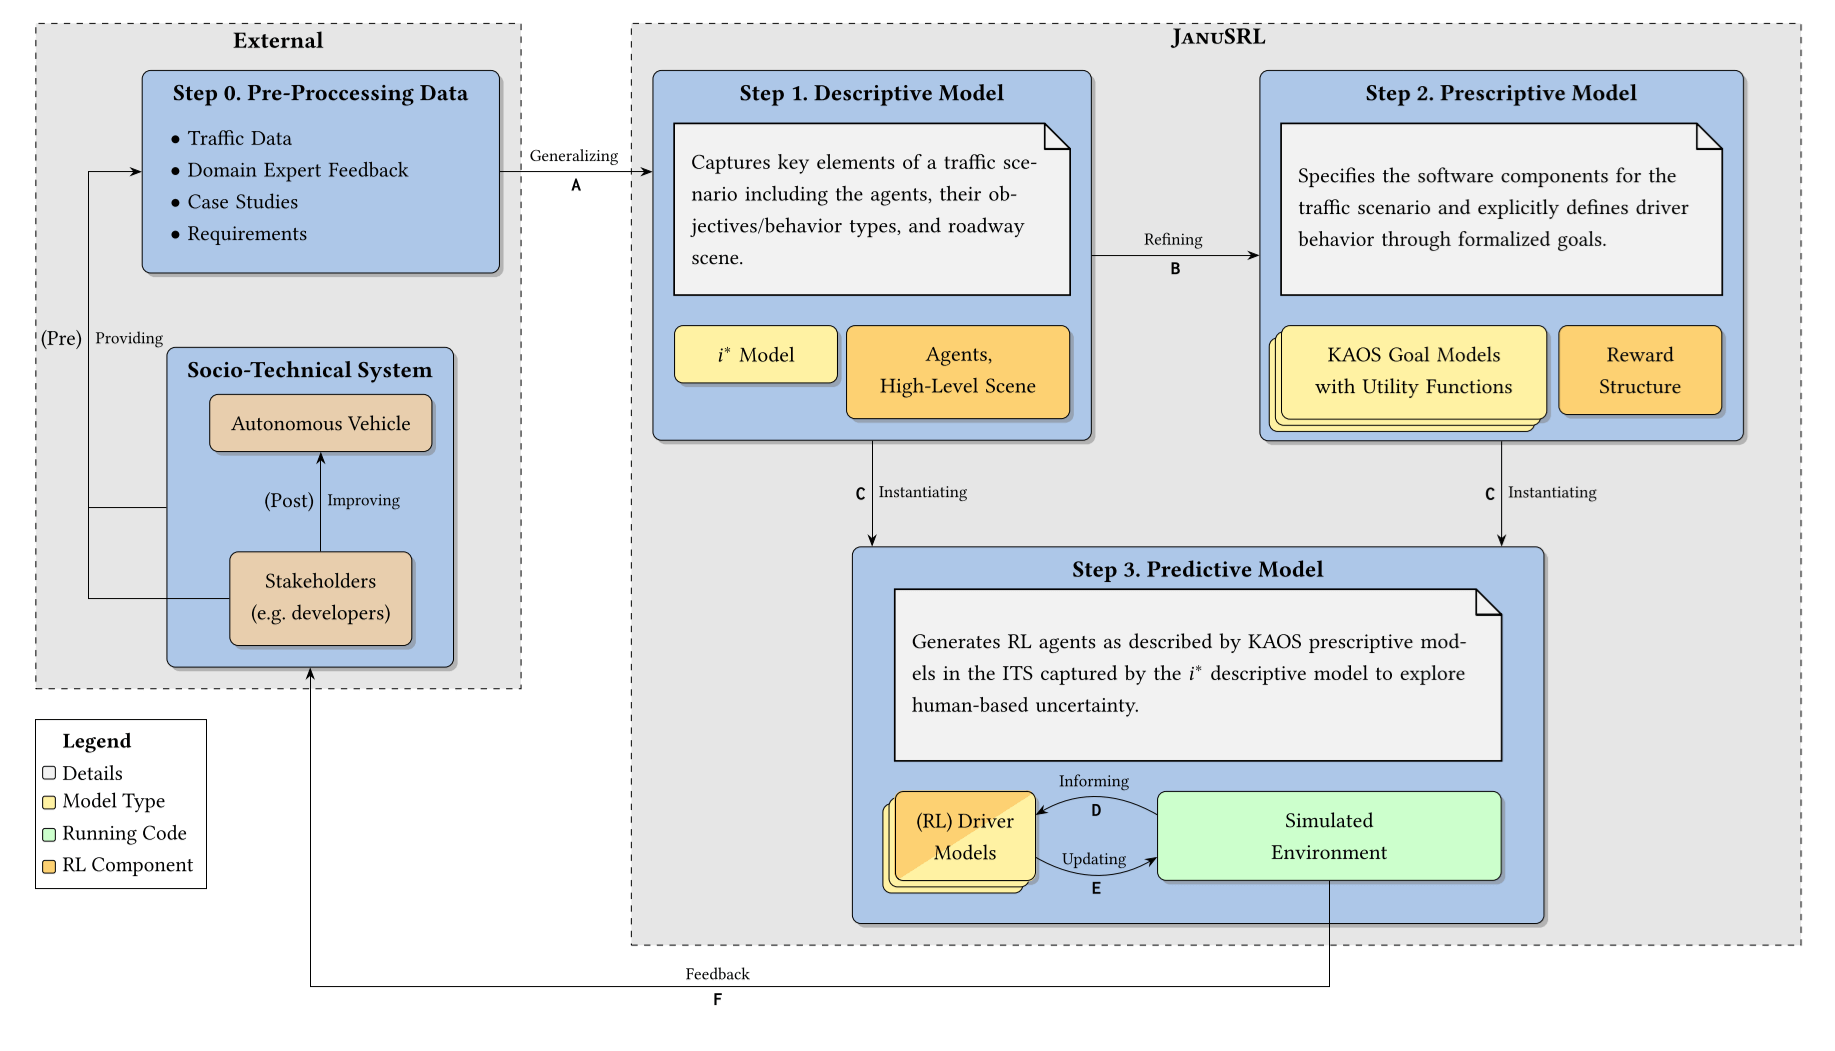 External
Step 0. Pre-Proccessing Data
• Traffic Data
• Domain Expert Feedback
• Case Studies
• Requirements
(Pre)
Providing
Socio-Technical System
Autonomous Vehicle
(Post)
Improving
Stakeholders
(e.g. developers)
Generalizing
A
JanuSRL
Step 1. Descriptive Model
Captures key elements of a traffic sce-
nario including the agents, their ob-
jectives/behavior types, and roadway
scene.
i* Model
Agents,
High-Level Scene
Refining
B
Step 2. Prescriptive Model
Specifies the software components for the
traffic scenario and explicitly defines driver
behavior through formalized goals.
KAOS Goal Models
with Utility Functions
Reward
Structure
C
Instantiating
C
Instantiating
Step 3. Predictive Model
Generates RL agents as described by KAOS prescriptive mod-
els in the ITS captured by the i* descriptive model to explore
human-based uncertainty.
(RL) Driver
Models
Informing
D
Updating
E
Simulated
Environment
Feedback
F
Legend
Details
Model Type
Running Code
RL Component